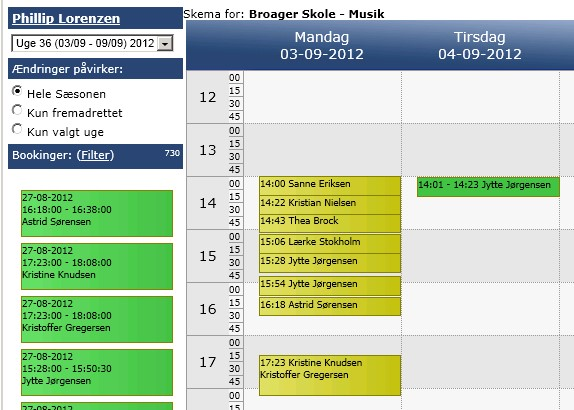 Phillip Lorenzen
Uge 36 (03/09 - 09/09) 2012
Ændringer påvirker:
Hele Sæsonen
Kun fremadrettet
Kun valgt uge
Bookinger: (Filter) 730
27-08-2012
16:18:00 - 16:38:00
Astrid Sørensen
27-08-2012
17:23:00 - 18:08:00
Kristine Knudsen
27-08-2012
17:23:00 - 18:08:00
Kristoffer Gregersen
27-08-2012
15:28:00 - 15:50:30
Jytte Jørgensen
27-08-2012
Skema for: Broager Skole - Musik
Mandag
03-09-2012
Tirsdag
04-09-2012
12
00
15
30
45
13
00
15
30
45
14
00
15
30
45
15
00
15
30
45
16
00
15
30
45
17
00
15
30
45
00
14:00 Sanne Eriksen
14:22 Kristian Nielsen
14:43 Thea Brock
15:06 Lærke Stokholm
15:28 Jytte Jørgensen
15:54 Jytte Jørgensen
16:18 Astrid Sørensen
17:23 Kristine Knudsen
Kristoffer Gregersen
14:01 - 14:23 Jytte Jørgensen